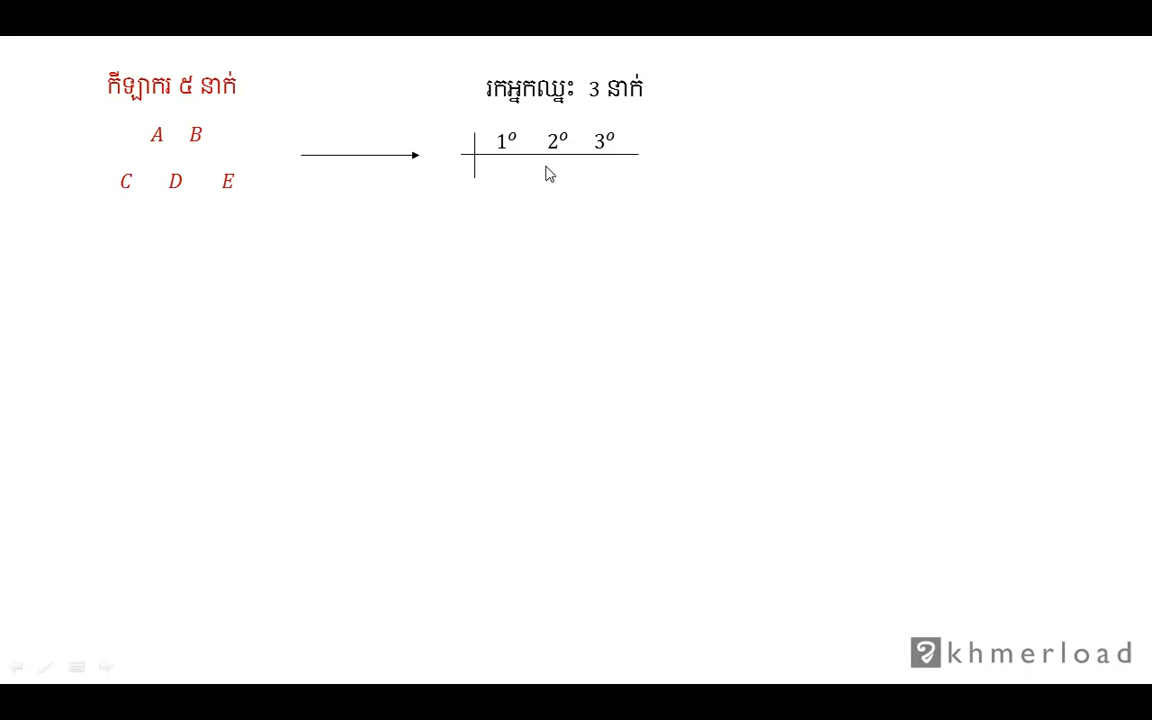 កីឡាករ ៥ នាក់
A B
C D E
រកអ្នកឈ្នះ 3 នាក់
1º 2º 3º
khmerload